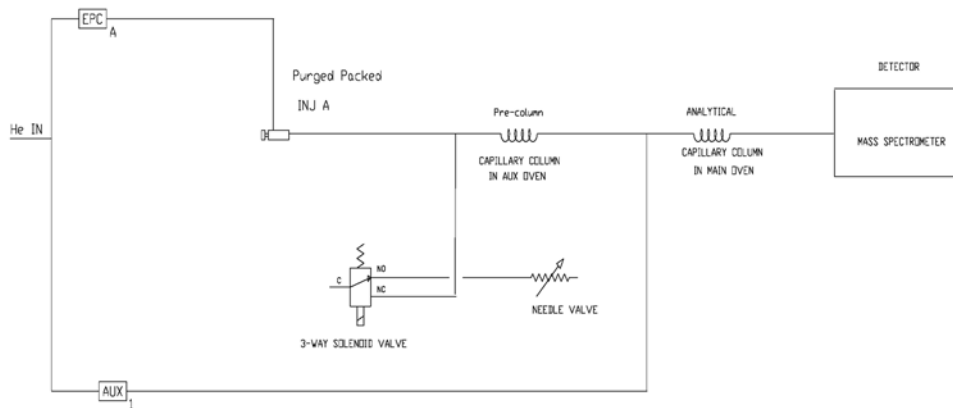 EPC
A
Purged Packed
INJ A
He IN
Pre-column
CAPILLARY COLUMN
IN AUX OVEN
ANALYTICAL
CAPILLARY COLUMN
IN MAIN OVEN
DETECTOR
MASS SPECTROMETER
C
NO
NC
3-WAY SOLENOID VALVE
NEEDLE VALVE
AUX
1